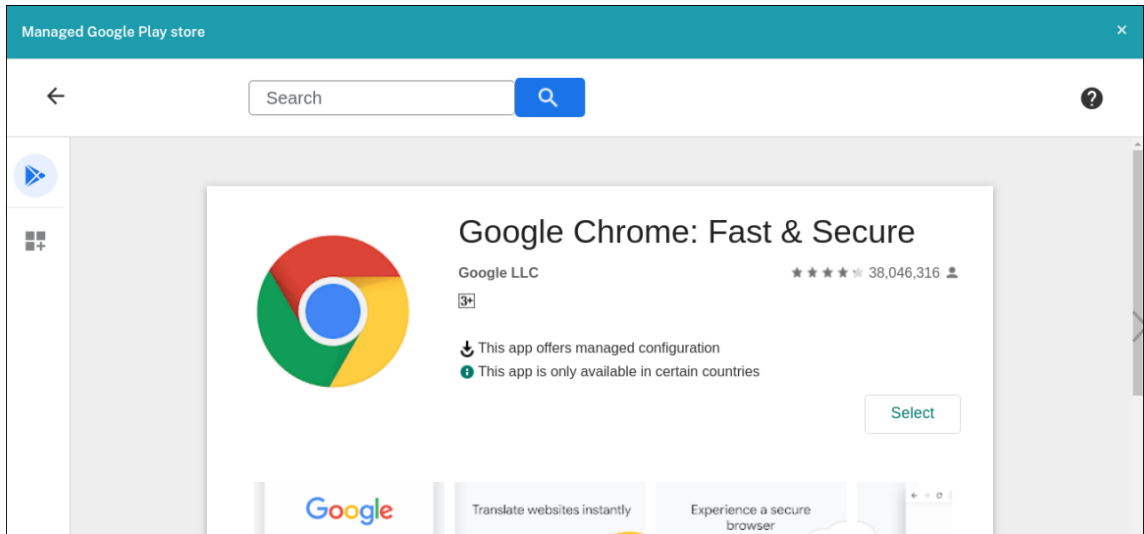 Managed Google Play store
Search
Google Chrome: Fast & Secure
Google LLC
38,046,316
3+
This app offers managed configuration
This app is only available in certain countries
Select
Google
Translate websites instantly
Experience a secure
browser